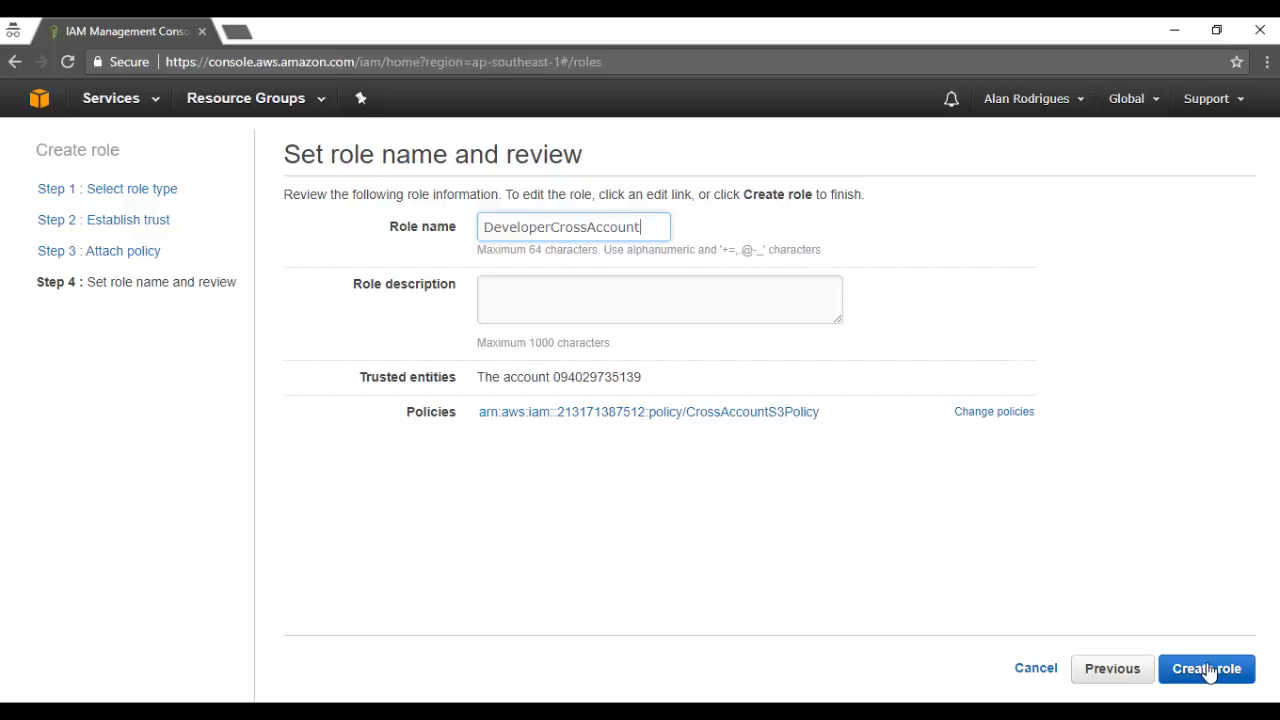 IAM Management Conso
Secure
https://console.aws.amazon.com/iam/home?region=ap-southeast-1#/roles
Services
Resource Groups
Alan Rodrigues
Global
Support
Create role
Step 1 : Select role type
Step 2 : Establish trust
Step 3 : Attach policy
Step 4 : Set role name and review
Set role name and review
Review the following role information. To edit the role, click an edit link, or click Create role to finish.
Role name
DeveloperCrossAccount
Maximum 64 characters. Use alphanumeric and '+=,.@-_' characters
Role description
Maximum 1000 characters.
Trusted entities
The account 094029735139
Policies
arn:aws:iam::213171387512:policy/CrossAccountS3Policy
Change policies
Cancel
Previous
Create role